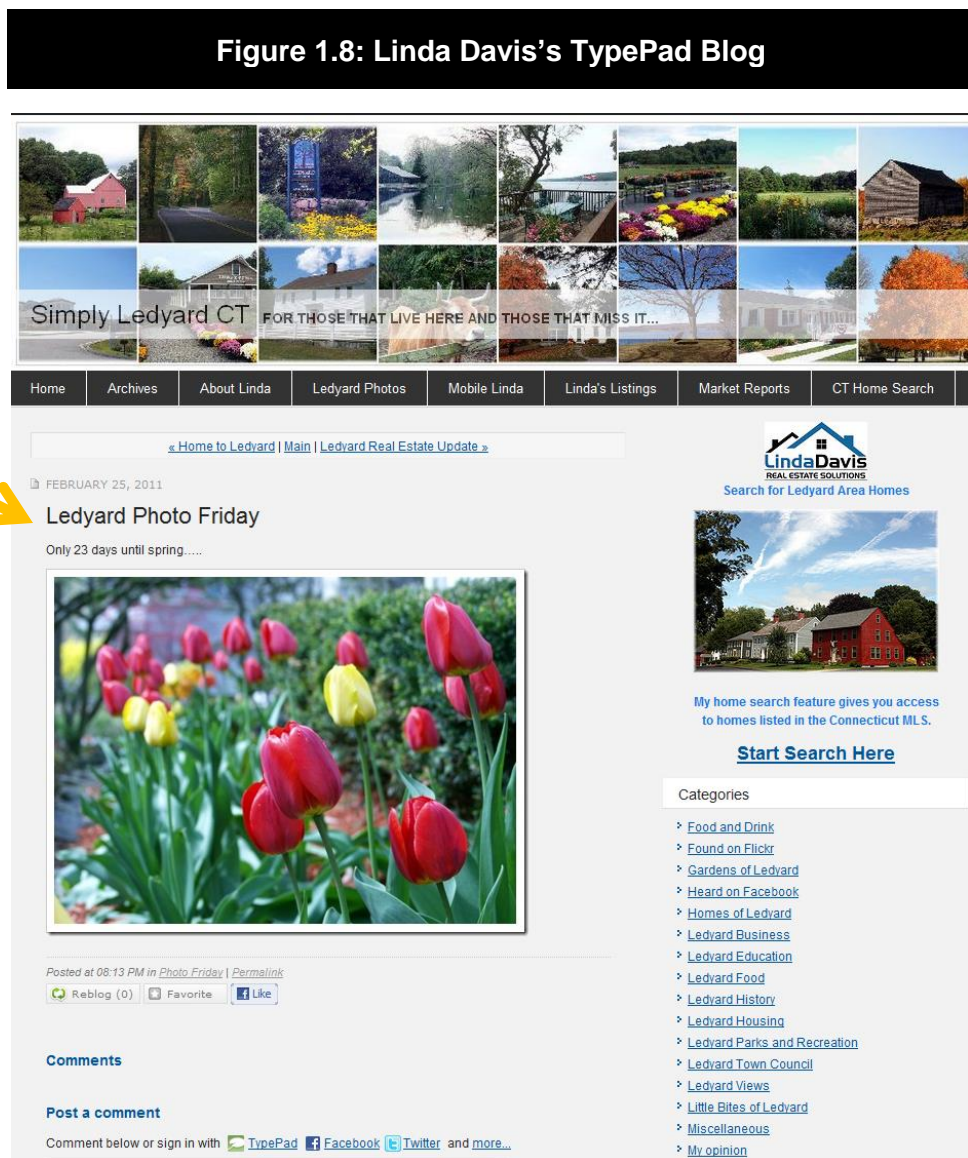 Figure 1.8: Linda Davis's TypePad Blog
Simply Ledyard CT FOR THOSE THAT LIVE HERE AND THOSE THAT MISS IT...
Home Archives About Linda Ledyard Photos Mobile Linda Linda's Listings Market Reports CT Home Search
« Home to Ledyard | Main | Ledyard Real Estate Update »
FEBRUARY 25, 2011
Ledyard Photo Friday
Only 23 days until spring.....
Posted at 08:13 PM in Photo Friday | Permalink
Reblog (0) Favorite Like
Comments
Post a comment
Comment below or sign in with TypePad Facebook Twitter and more...
LindaDavis
REAL ESTATE SOLUTIONS
Search for Ledyard Area Homes
My home search feature gives you access
to homes listed in the Connecticut MLS.
Start Search Here
Categories
Food and Drink
Found on Flickr
Gardens of Ledyard
Heard on Facebook
Homes of Ledyard
Ledyard Business
Ledyard Education
Ledyard Food
Ledyard History
Ledyard Housing
Ledyard Parks and Recreation
Ledyard Town Council
Ledyard Views
Little Bites of Ledyard
Miscellaneous
My opinion